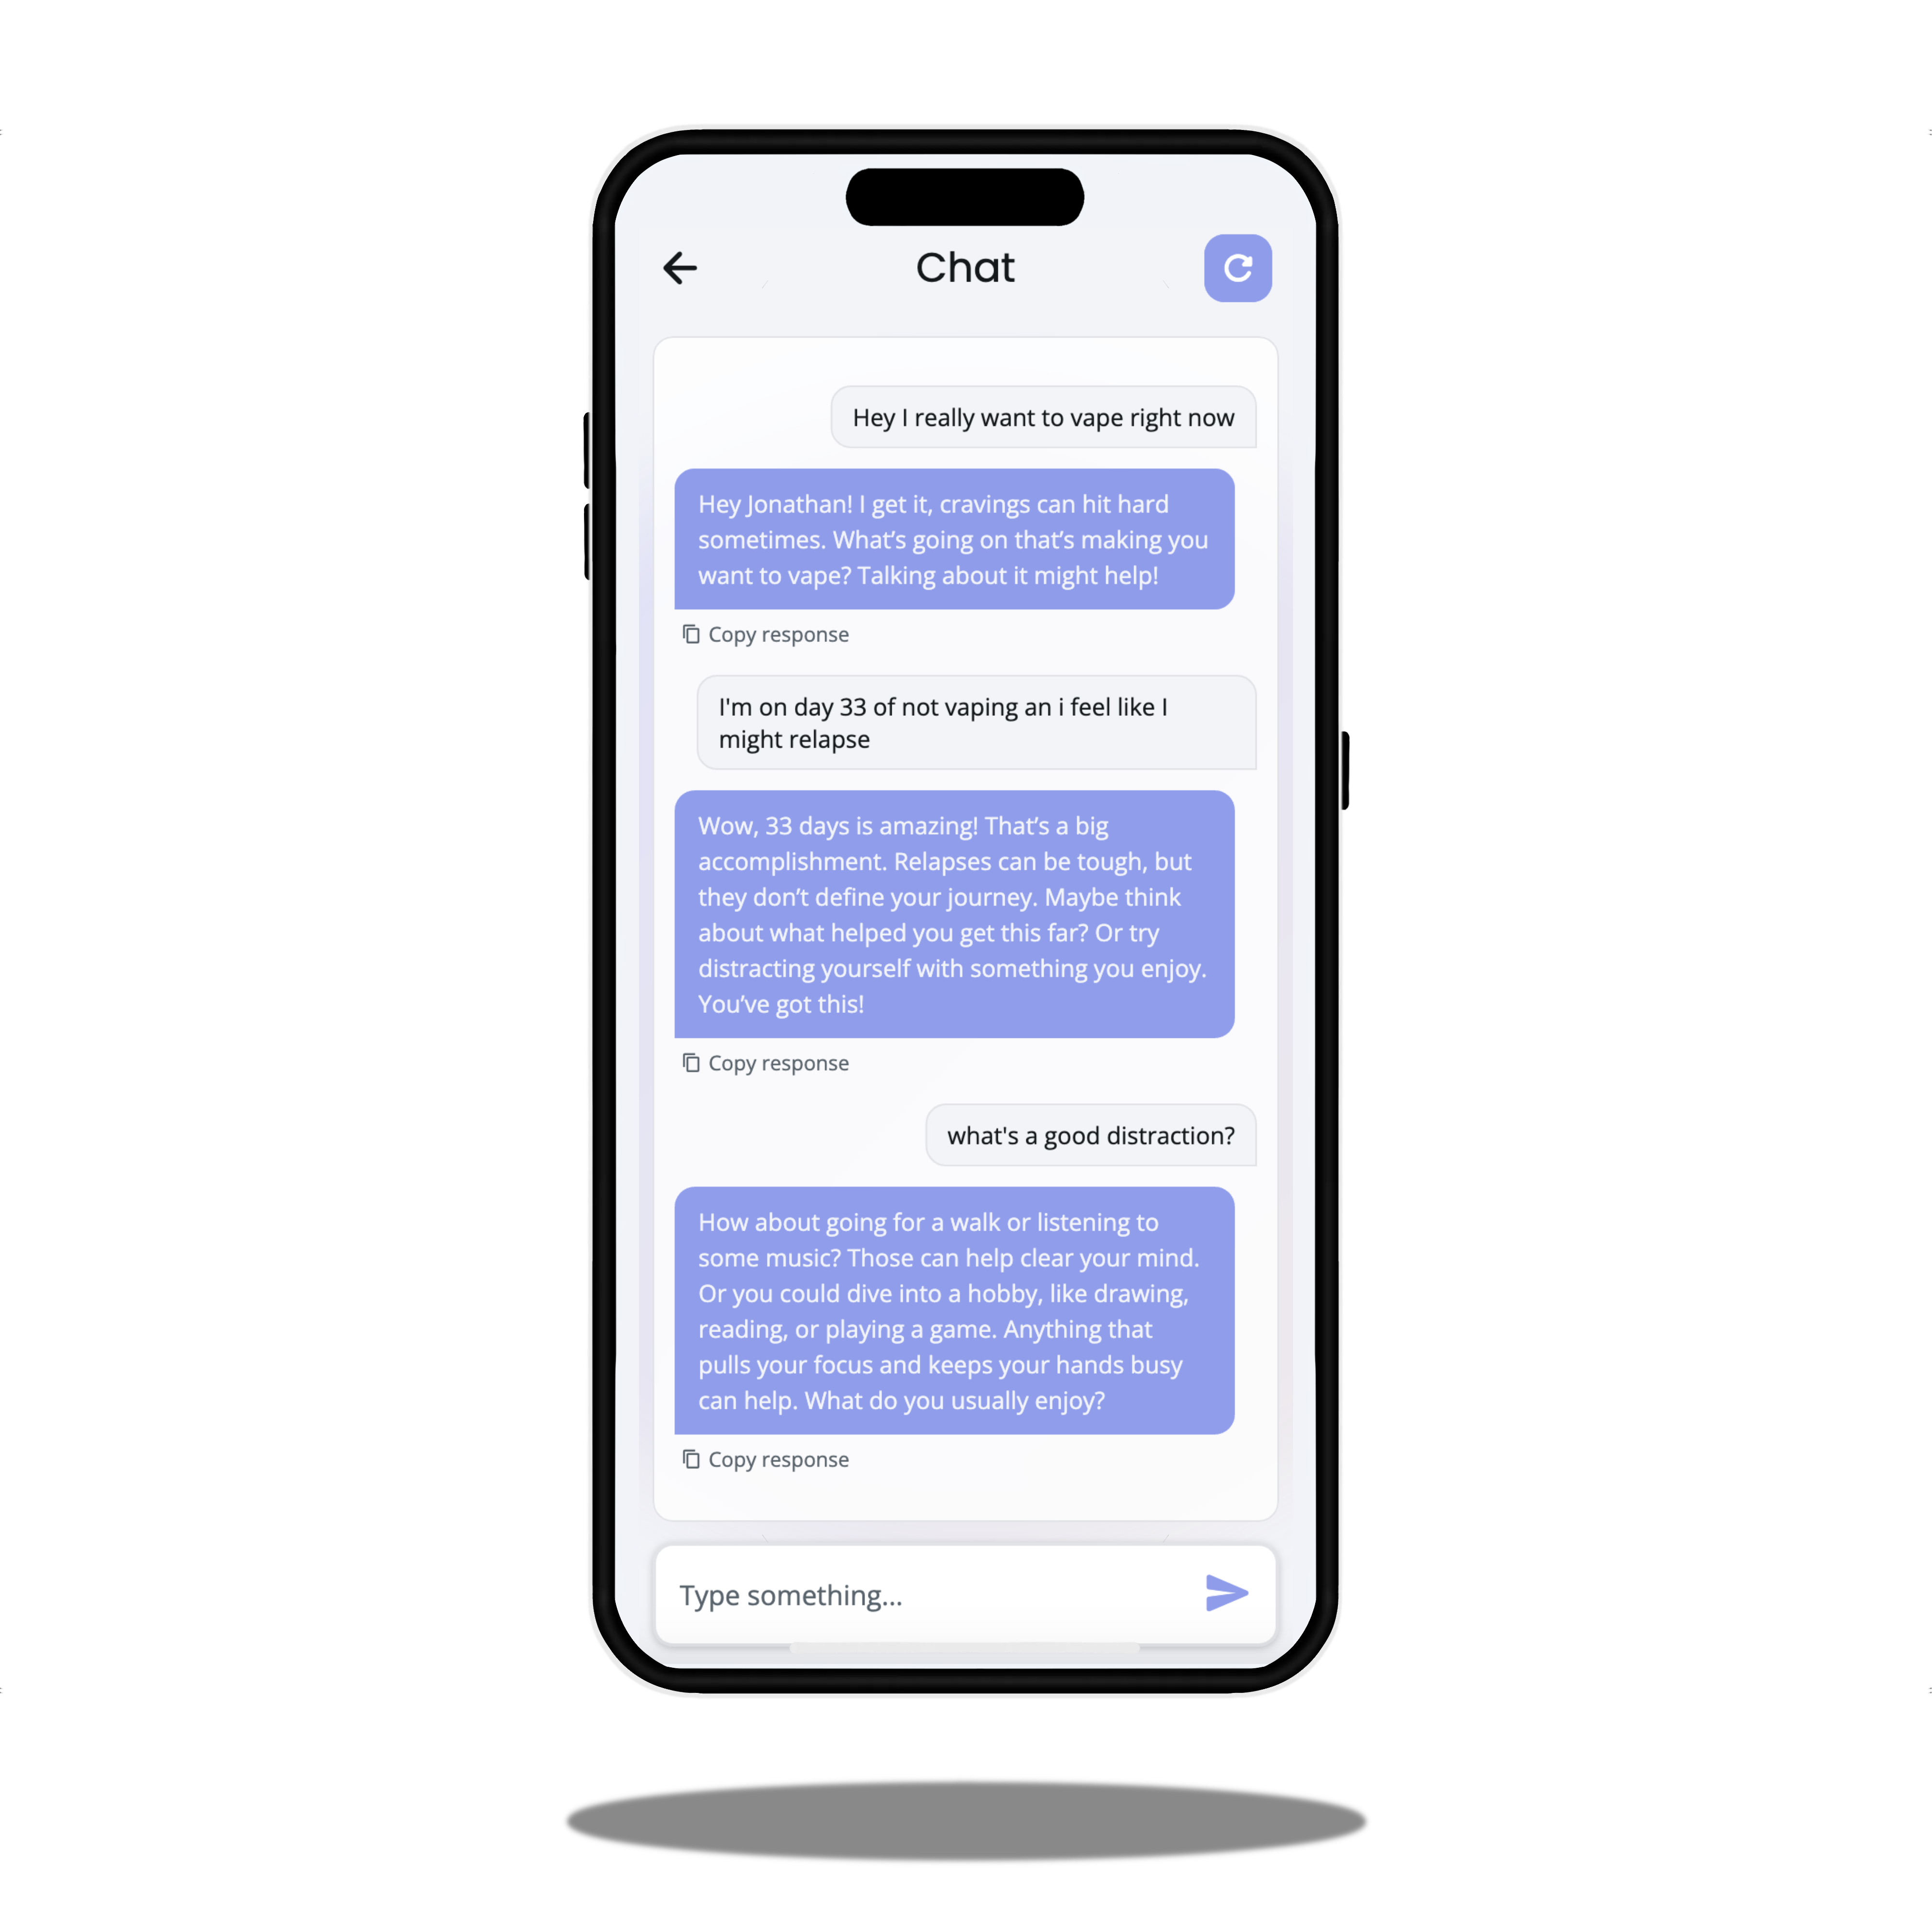 Chat
Hey I really want to vape right now
Hey Jonathan! I get it, cravings can hit hard
sometimes. What’s going on that’s making you
want to vape? Talking about it might help!
Copy response
I'm on day 33 of not vaping an i feel like I
might relapse
Wow, 33 days is amazing! That’s a big
accomplishment. Relapses can be tough, but
they don’t define your journey. Maybe think
about what helped you get this far? Or try
distracting yourself with something you enjoy.
You’ve got this!
Copy response
what's a good distraction?
How about going for a walk or listening to
some music? Those can help clear your mind.
Or you could dive into a hobby, like drawing,
reading, or playing a game. Anything that
pulls your focus and keeps your hands busy
can help. What do you usually enjoy?
Copy response
Type something...